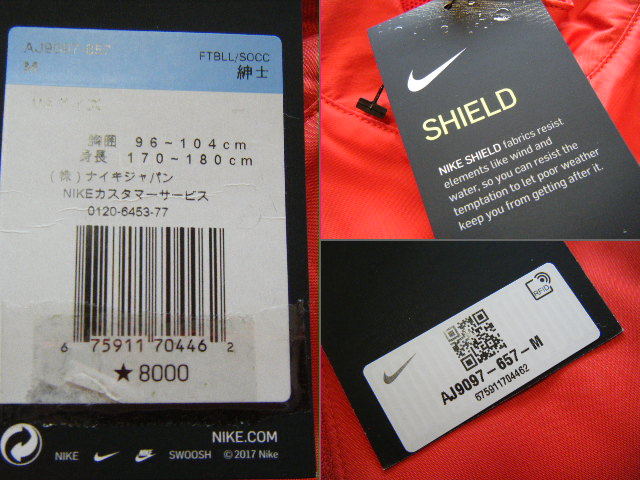 AJ9097 657
M
FTBLL/SOCC
紳士
胸囲 96~104cm
身長 170~180cm
(株)ナイキジャパン
NIKEカスタマーサービス
0120-6453-77
6 75911 70446 2
★8000
NIKE.COM
NIKE SWOOSH ©2017 Nike
SHIELD
NIKE SHIELD fabrics resist
elements like wind and
water, so you can resist the
temptation to let poor weather
keep you from getting after it.
RFID
AJ9097-657-M
675911704462